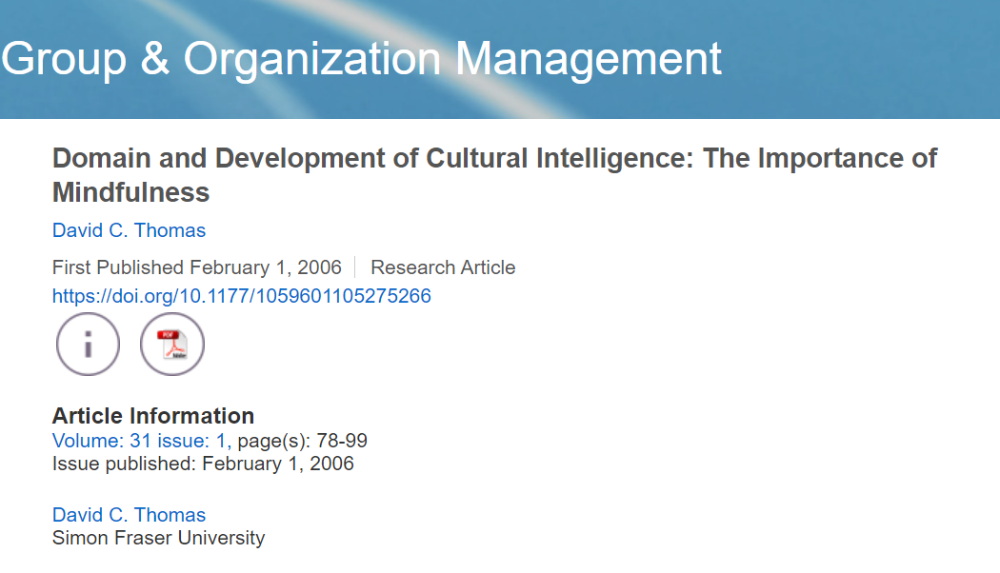 Group & Organization Management
Domain and Development of Cultural Intelligence: The Importance of
Mindfulness
David C. Thomas
First Published February 1, 2006 Research Article
https://doi.org/10.1177/1059601105275266
i PDF
Article Information
Volume: 31 issue: 1, page(s): 78-99
Issue published: February 1, 2006
David C. Thomas
Simon Fraser University